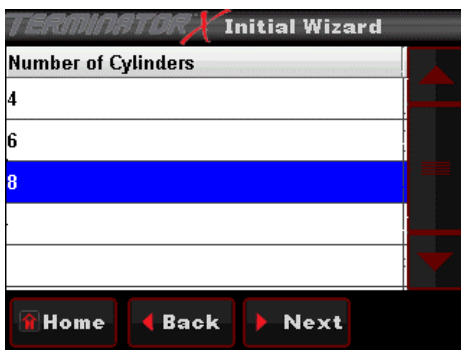 TERMINATOR X Initial Wizard
Number of Cylinders
4
6
8
Home Back Next